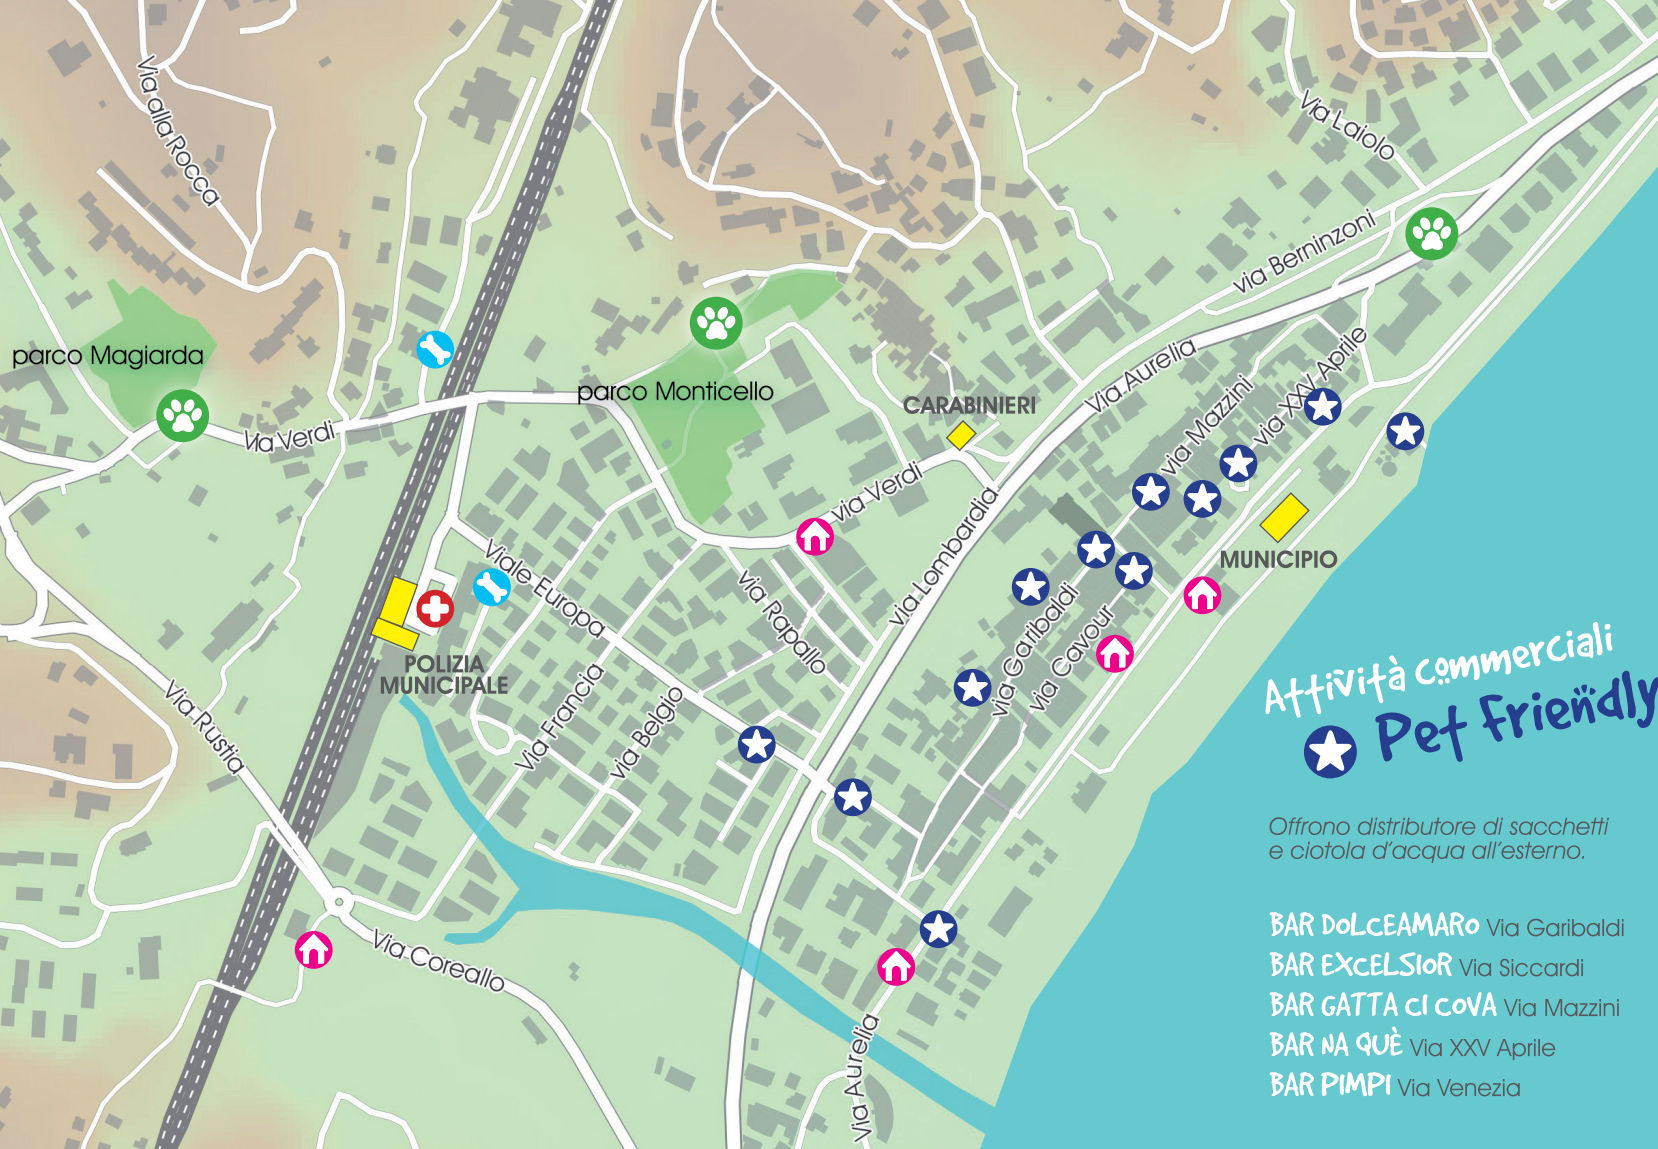 Via alla Rocca
Via Laiolo
via Berninzoni
parco Magiarda
parco Monticello
CARABINIERI
Via Aurelia
via Mazzini
via XXV Aprile
Via Verdi
via Verdi
via Lombardia
MUNICIPIO
Viale Europa
via Rapallo
via Garibaldi
via Cavour
POLIZIA
MUNICIPALE
Via Rustia
Via Francia
via Belgio
Via Coreallo
Via Aurelia
Attività commerciali
Pet friendly
Offrono distributore di sacchetti
e ciotola d'acqua all'esterno.
BAR DOLCEAMARO Via Garibaldi
BAR EXCELSIOR Via Siccardi
BAR GATTA CI COVA Via Mazzini
BAR NA QUÈ Via XXV Aprile
BAR PIMPI Via Venezia